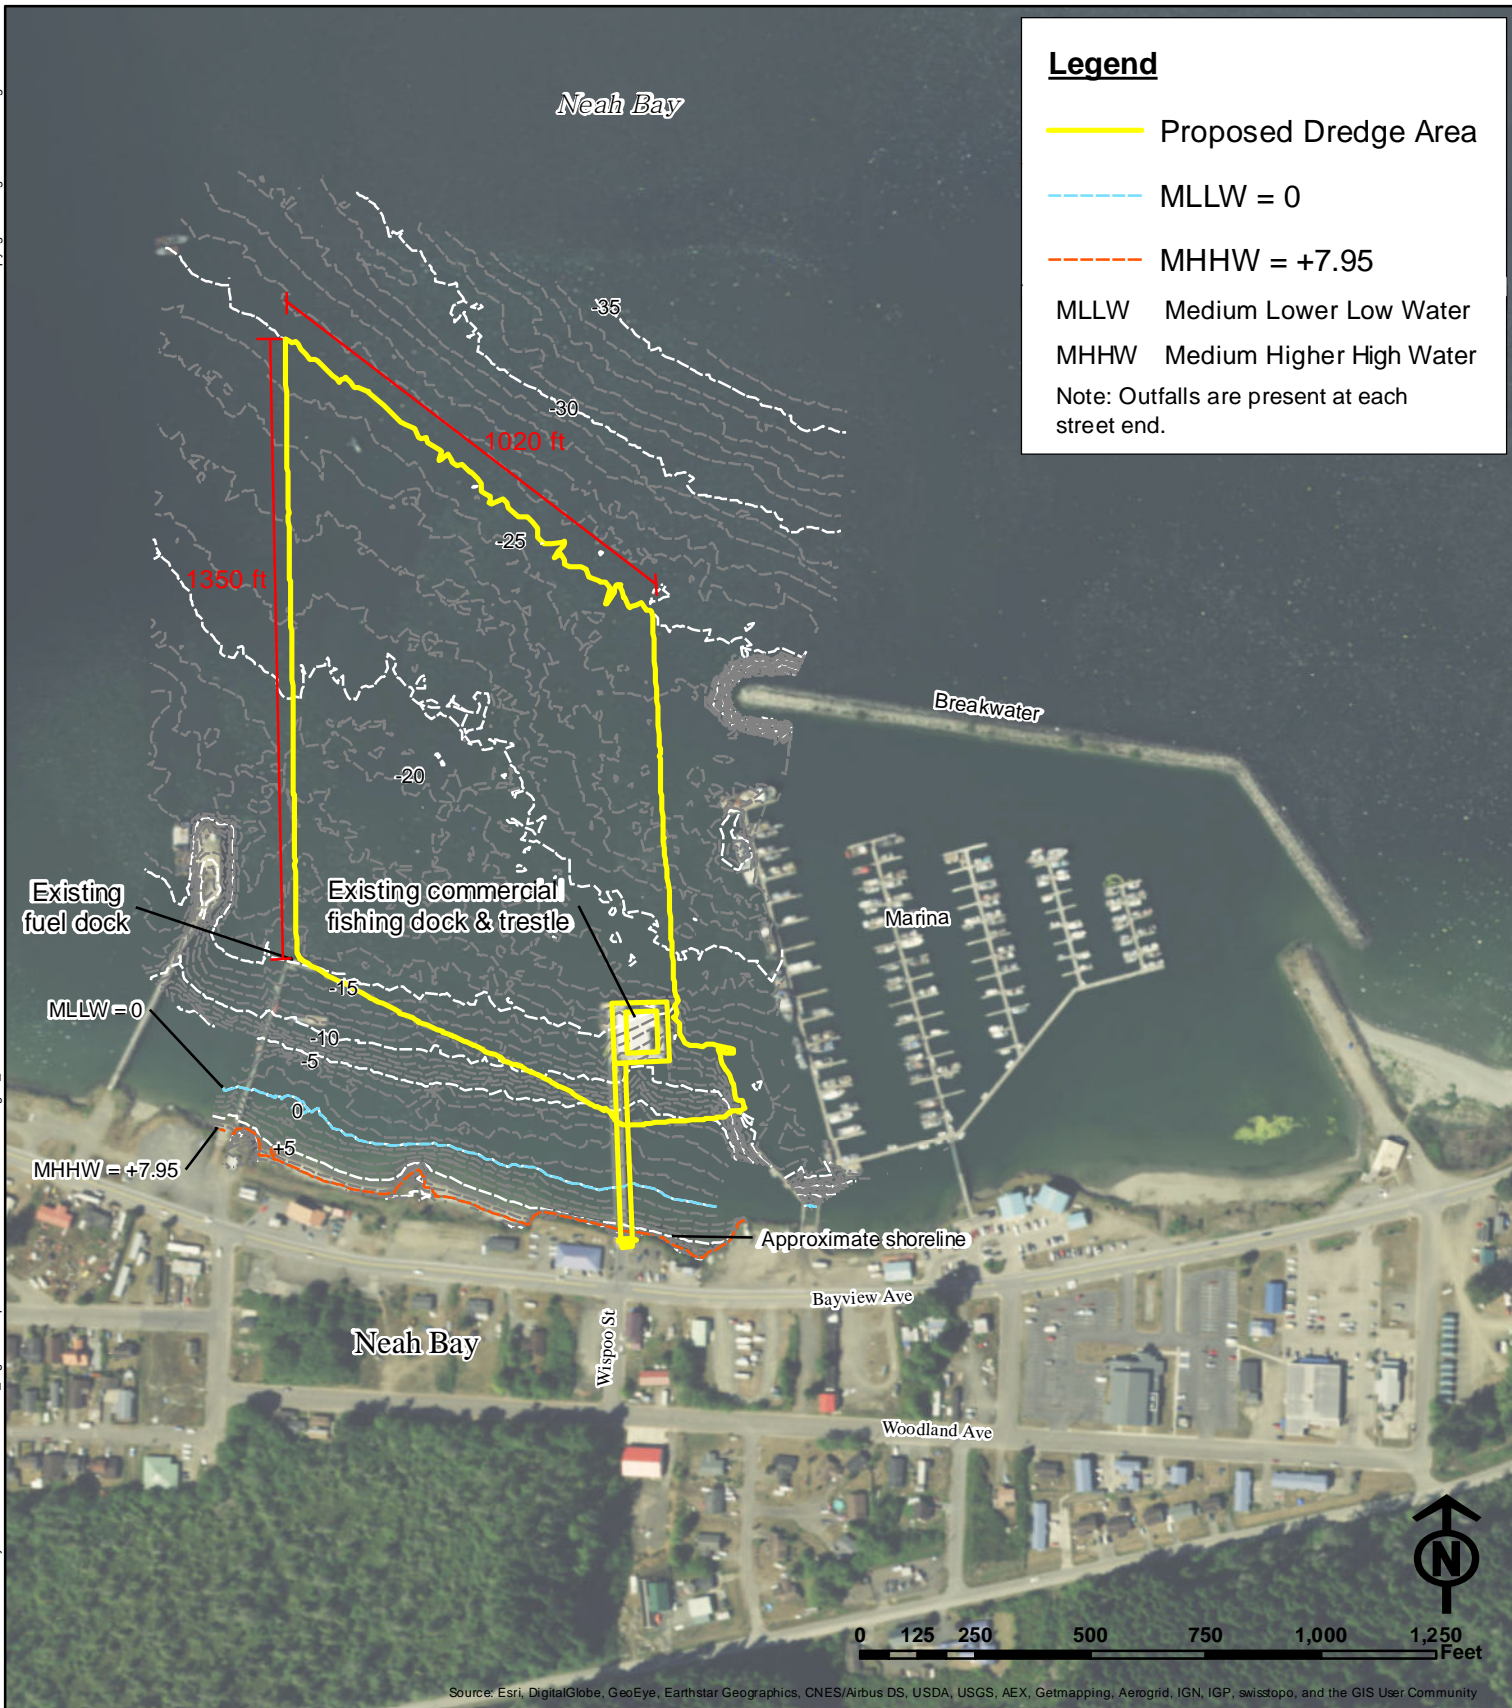 Neah Bay
Legend
Proposed Dredge Area
MLLW = 0
MHHW = +7.95
MLLW Medium Lower Low Water
MHHW Medium Higher High Water
Note: Outfalls are present at each
street end.
-35
-30
1020 ft
-25
1350 ft
Breakwater
-20
Existing
fuel dock
Existing commercial
fishing dock & trestle
Marina
-15
MLLW = 0
-10
-5
0
+5
MHHW = +7.95
Approximate shoreline
Bayview Ave
Neah Bay
Wispoo St
Woodland Ave
N
0 125 250 500 750 1,000 1,250
Feet
Source: Esri, DigitalGlobe, GeoEye, Earthstar Geographics, CNES/Airbus DS, USDA, USGS, AEX, Getmapping, Aerogrid, IGN, IGP, swisstopo, and the GIS User Community